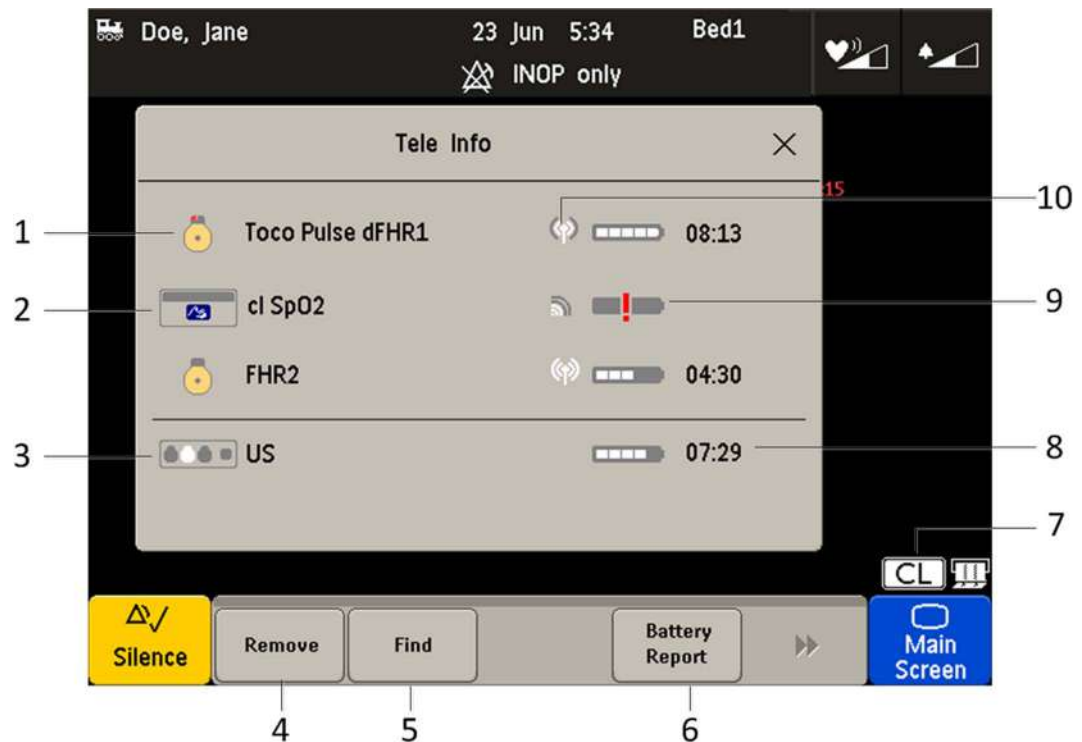 Doe, Jane 23 Jun 5:34 Bed1
INOP only
Tele Info
:15
10
1 Toco Pulse dFHR1 08:13
2 cl SpO2 ! 9
FHR2 04:30
3 US 07:29 8
7
CL
Silence Remove Find Battery Report Main Screen
4 5 6